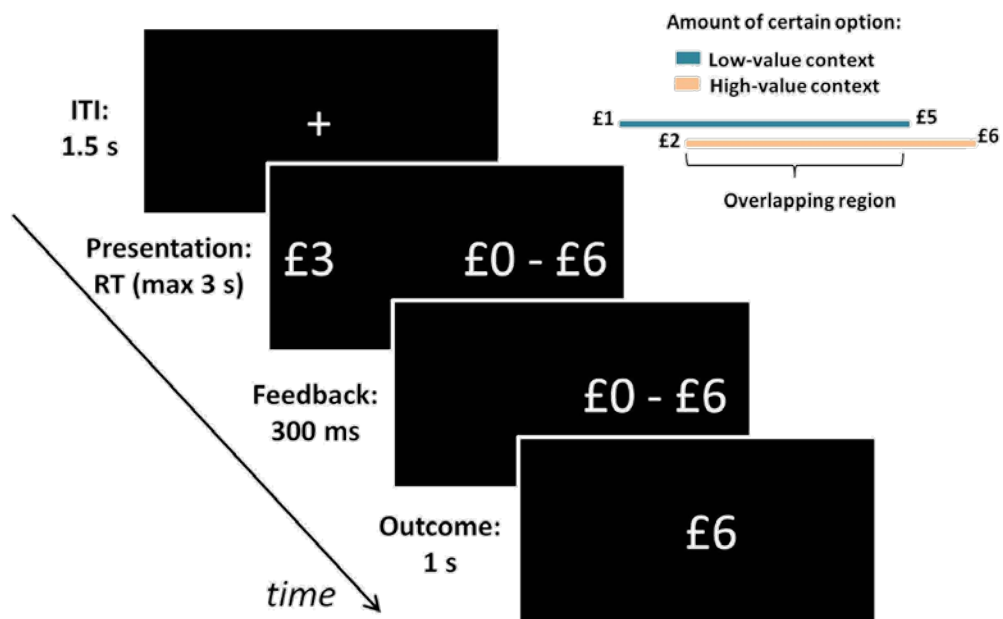 Amount of certain option:
Low-value context
High-value context
£1
£5
£2
£6
Overlapping region
ITI:
1.5 s
+
Presentation:
RT (max 3 s)
£3
£0 - £6
Feedback:
300 ms
£0 - £6
Outcome:
1 s
£6
time